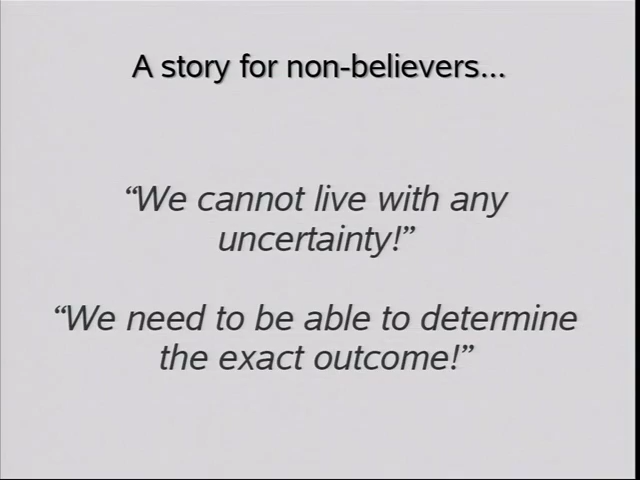 A story for non-believers...
“We cannot live with any
uncertainty!”
“We need to be able to determine
the exact outcome!”